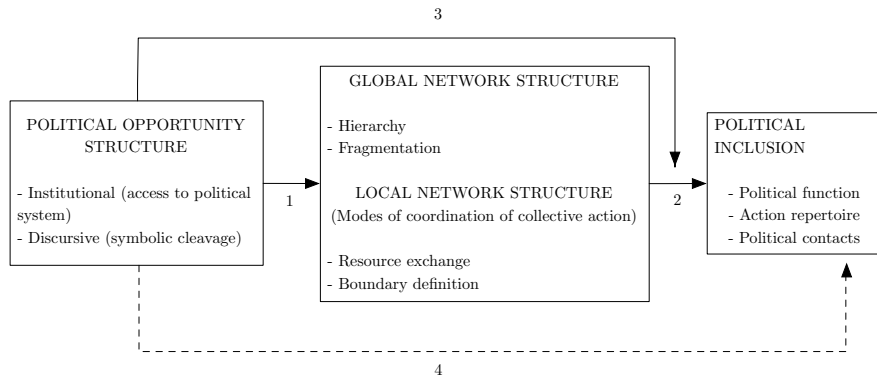 3
POLITICAL OPPORTUNITY
STRUCTURE
- Institutional (access to political
system)
- Discursive (symbolic cleavage)
1
GLOBAL NETWORK STRUCTURE
- Hierarchy
- Fragmentation
LOCAL NETWORK STRUCTURE
(Modes of coordination of collective action)
- Resource exchange
- Boundary definition
2
POLITICAL
INCLUSION
- Political function
- Action repertoire
- Political contacts
4